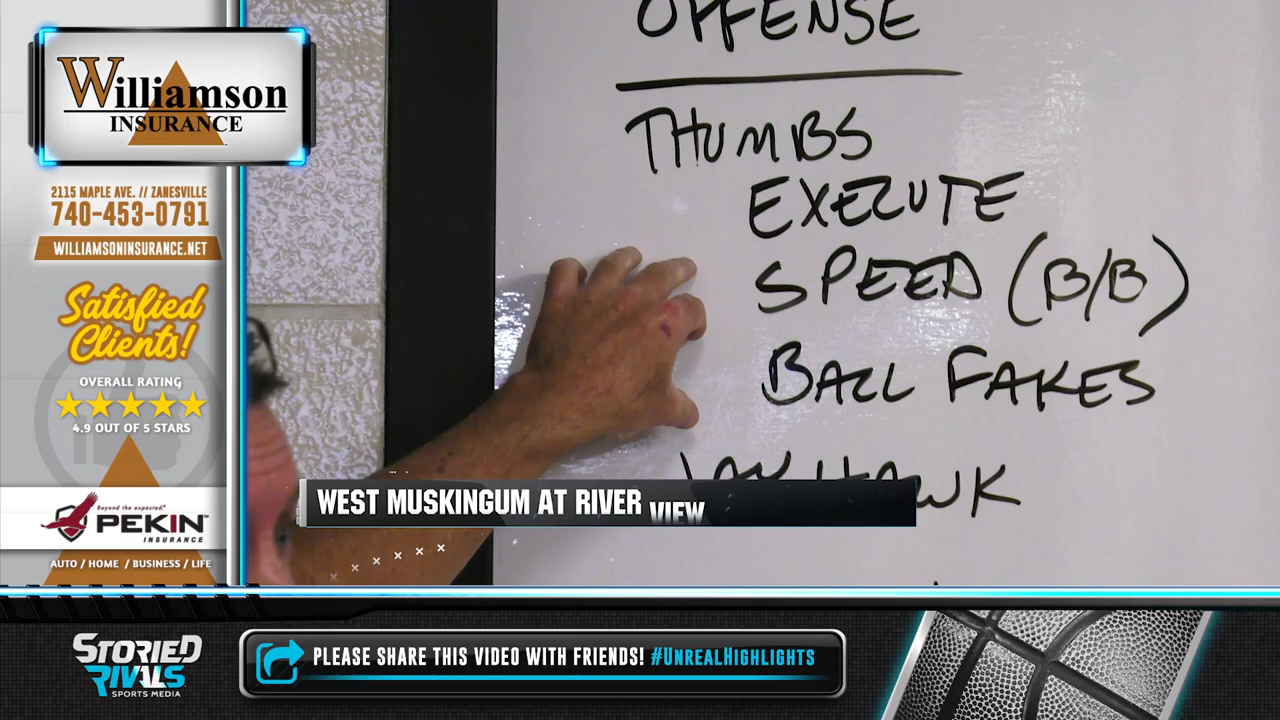 Williamson
INSURANCE
2115 MAPLE AVE. // ZANESVILLE
740-453-0791
WILLIAMSONINSURANCE.NET
Satisfied
Clients!
OVERALL RATING
4.9 OUT OF 5 STARS
Beyond the expected.
PEKIN
INSURANCE
AUTO / HOME / BUSINESS / LIFE
OFFENSE
THUMBS
EXECUTE
SPEED (B/B)
BALL FAKES
JAYHAWK
WEST MUSKINGUM AT RIVER VIEW
STORIED
RIVALS
SPORTS MEDIA
PLEASE SHARE THIS VIDEO WITH FRIENDS! #UNREALHIGHLIGHTS